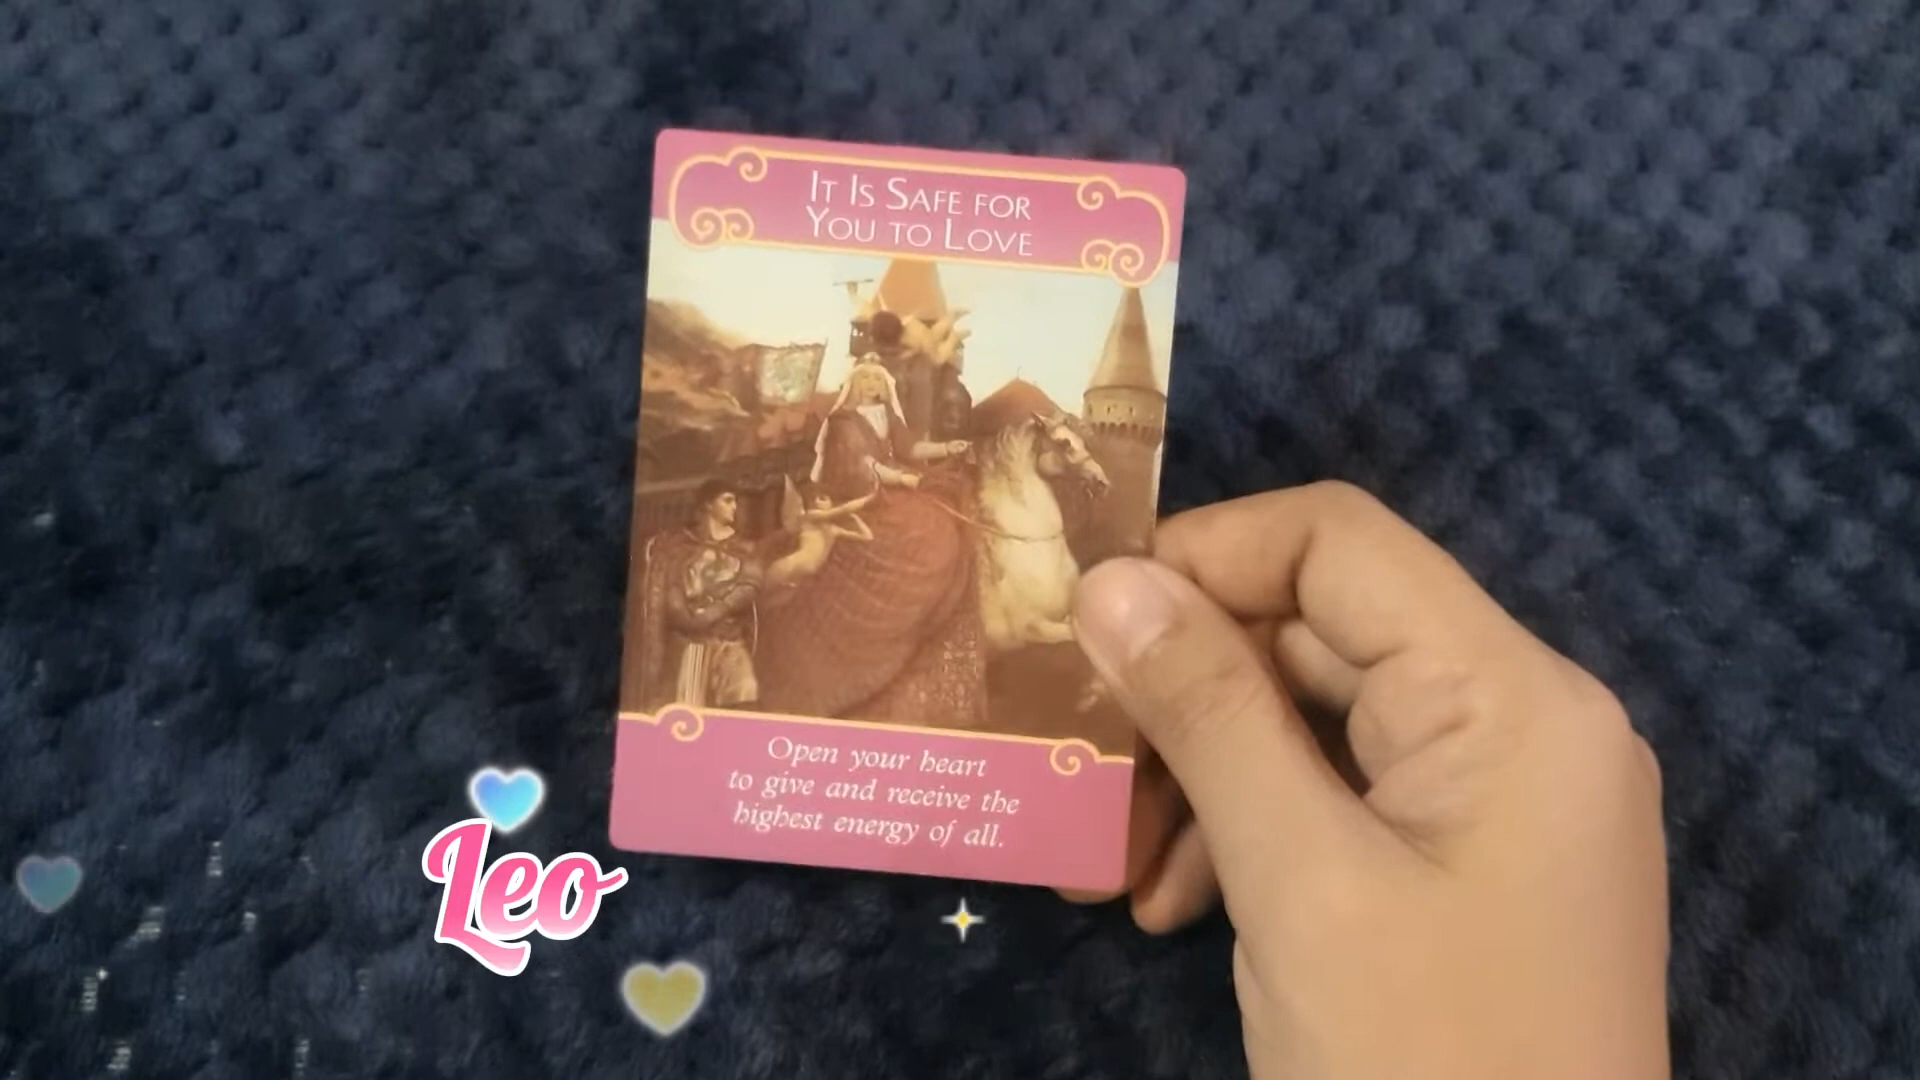 It Is Safe for
You to Love
Open your heart
to give and receive the
highest energy of all.
Leo